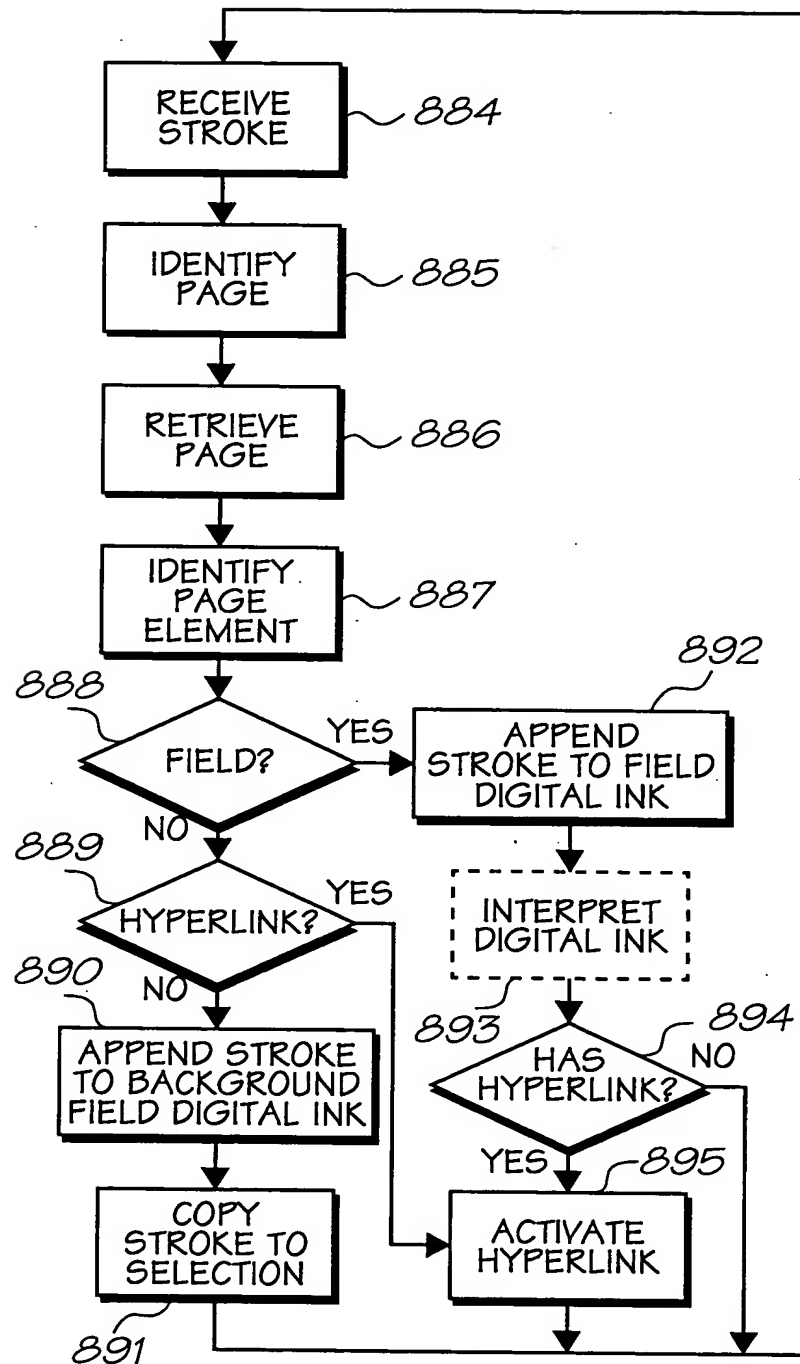 RECEIVE
STROKE
884
IDENTIFY
PAGE
885
RETRIEVE
PAGE
886
IDENTIFY
PAGE
ELEMENT
887
888
FIELD?
YES
NO
892
APPEND
STROKE TO FIELD
DIGITAL INK
889
HYPERLINK?
YES
NO
INTERPRET
DIGITAL INK
893
890
APPEND STROKE
TO BACKGROUND
FIELD DIGITAL INK
894
HAS
HYPERLINK?
NO
YES
COPY
STROKE TO
SELECTION
891
895
ACTIVATE
HYPERLINK